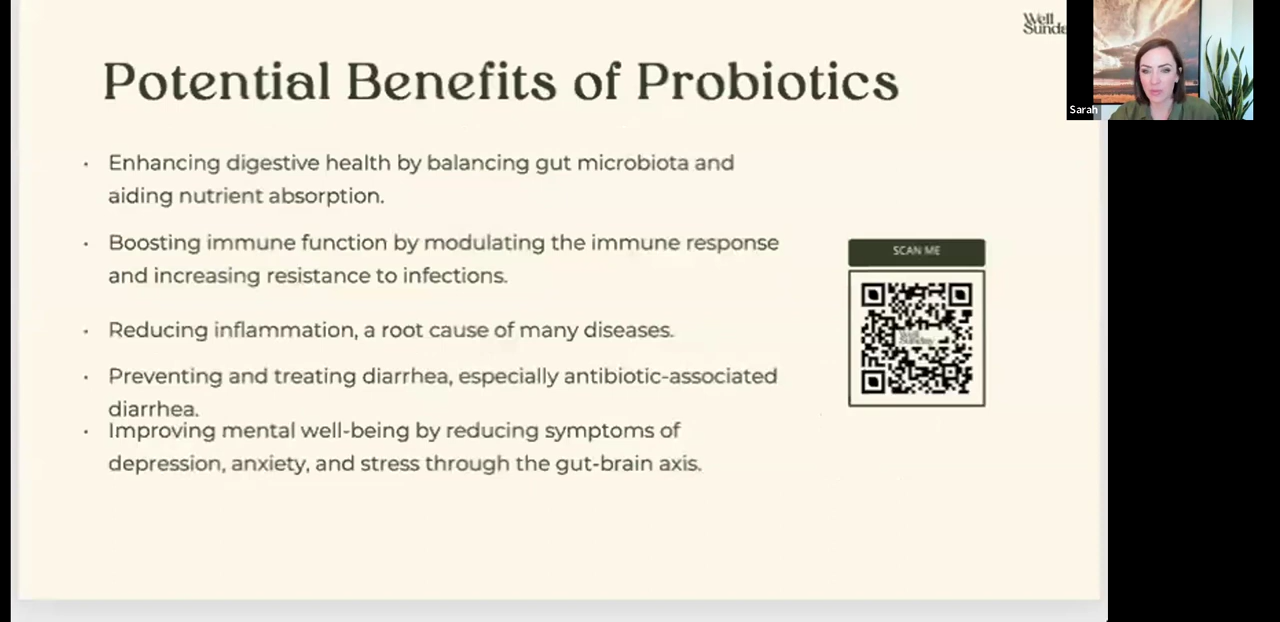 Well
Potential Benefits of Probiotics
Sarah
• Enhancing digestive health by balancing gut microbiota and
aiding nutrient absorption.
• Boosting immune function by modulating the immune response
and increasing resistance to infections.
SCAN ME
• Reducing inflammation, a root cause of many diseases.
Well
Sunday
• Preventing and treating diarrhea, especially antibiotic-associated
diarrhea.
• Improving mental well-being by reducing symptoms of
depression, anxiety, and stress through the gut-brain axis.